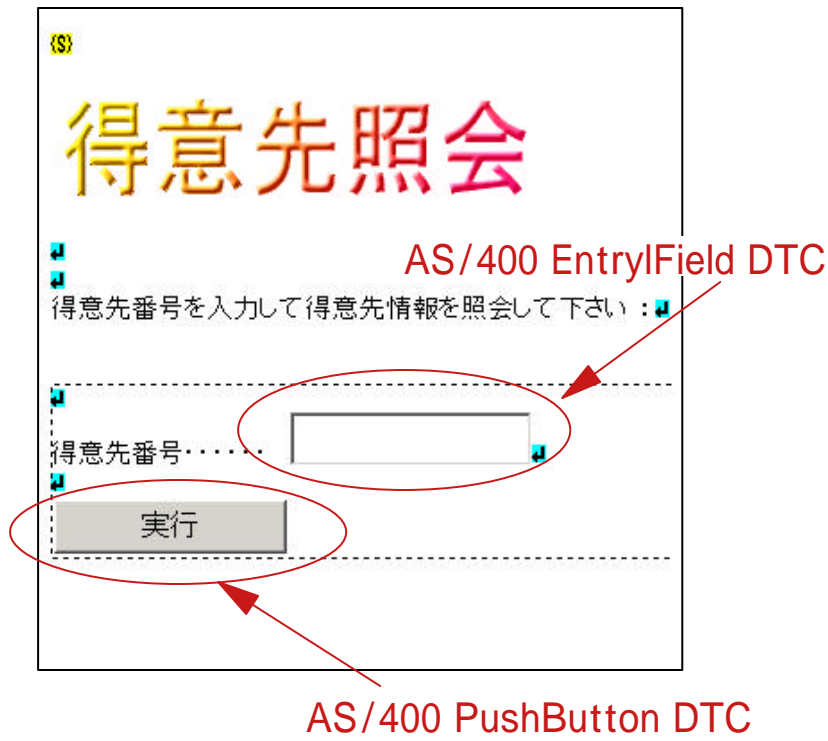 {S}
得意先照会
AS/400 EntrylField DTC
得意先番号を入力して得意先情報を照会して下さい :
得意先番号‥‥‥
実行
AS/400 PushButton DTC